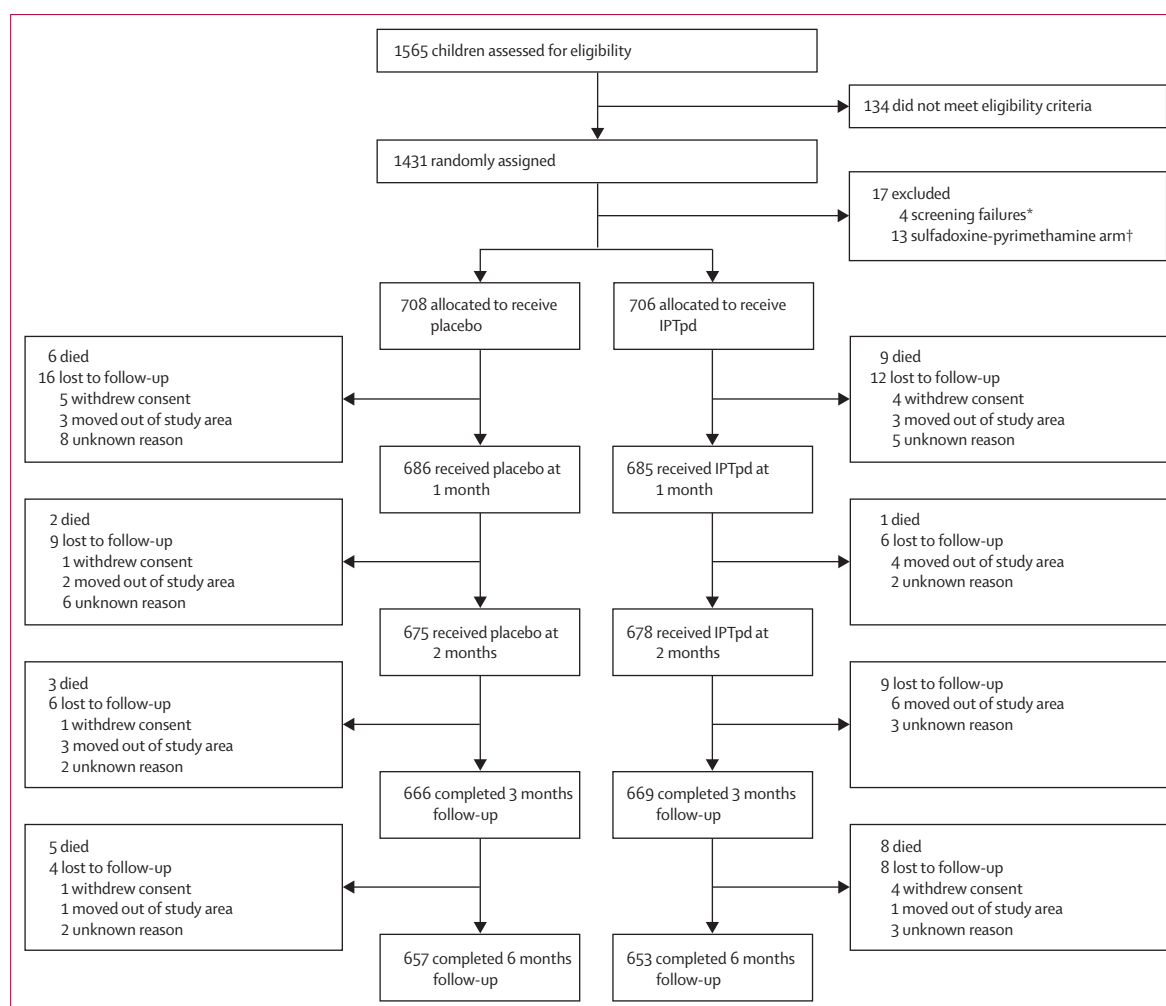 1565 children assessed for eligibility
134 did not meet eligibility criteria
1431 randomly assigned
17 excluded
4 screening failures*
13 sulfadoxine-pyrimethamine arm†
708 allocated to receive
placebo
706 allocated to receive
IPTpd
6 died
16 lost to follow-up
5 withdrew consent
3 moved out of study area
8 unknown reason
9 died
12 lost to follow-up
4 withdrew consent
3 moved out of study area
5 unknown reason
686 received placebo at
1 month
685 received IPTpd at
1 month
2 died
9 lost to follow-up
1 withdrew consent
2 moved out of study area
6 unknown reason
1 died
6 lost to follow-up
4 moved out of study area
2 unknown reason
675 received placebo at
2 months
678 received IPTpd at
2 months
3 died
6 lost to follow-up
1 withdrew consent
3 moved out of study area
2 unknown reason
9 lost to follow-up
6 moved out of study area
3 unknown reason
666 completed 3 months
follow-up
669 completed 3 months
follow-up
5 died
4 lost to follow-up
1 withdrew consent
1 moved out of study area
2 unknown reason
8 died
8 lost to follow-up
4 withdrew consent
1 moved out of study area
3 unknown reason
657 completed 6 months
follow-up
653 completed 6 months
follow-up